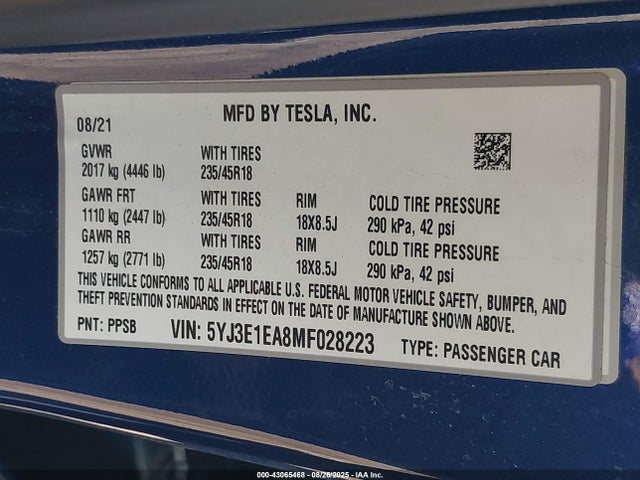 MFD BY TESLA, INC.
08/21
GVWR WITH TIRES
2017 kg (4446 lb) 235/45R18
GAWR FRT WITH TIRES RIM COLD TIRE PRESSURE
1110 kg (2447 lb) 235/45R18 18X8.5J 290 kPa, 42 psi
GAWR RR WITH TIRES RIM COLD TIRE PRESSURE
1257 kg (2771 lb) 235/45R18 18X8.5J 290 kPa, 42 psi
THIS VEHICLE CONFORMS TO ALL APPLICABLE U.S. FEDERAL MOTOR VEHICLE SAFETY, BUMPER, AND
THEFT PREVENTION STANDARDS IN EFFECT ON THE DATE OF MANUFACTURE SHOWN ABOVE.
PNT: PPSB VIN: 5YJ3E1EA8MF028223 TYPE: PASSENGER CAR
000-43065468 - 08/26/2025 - IAA Inc.